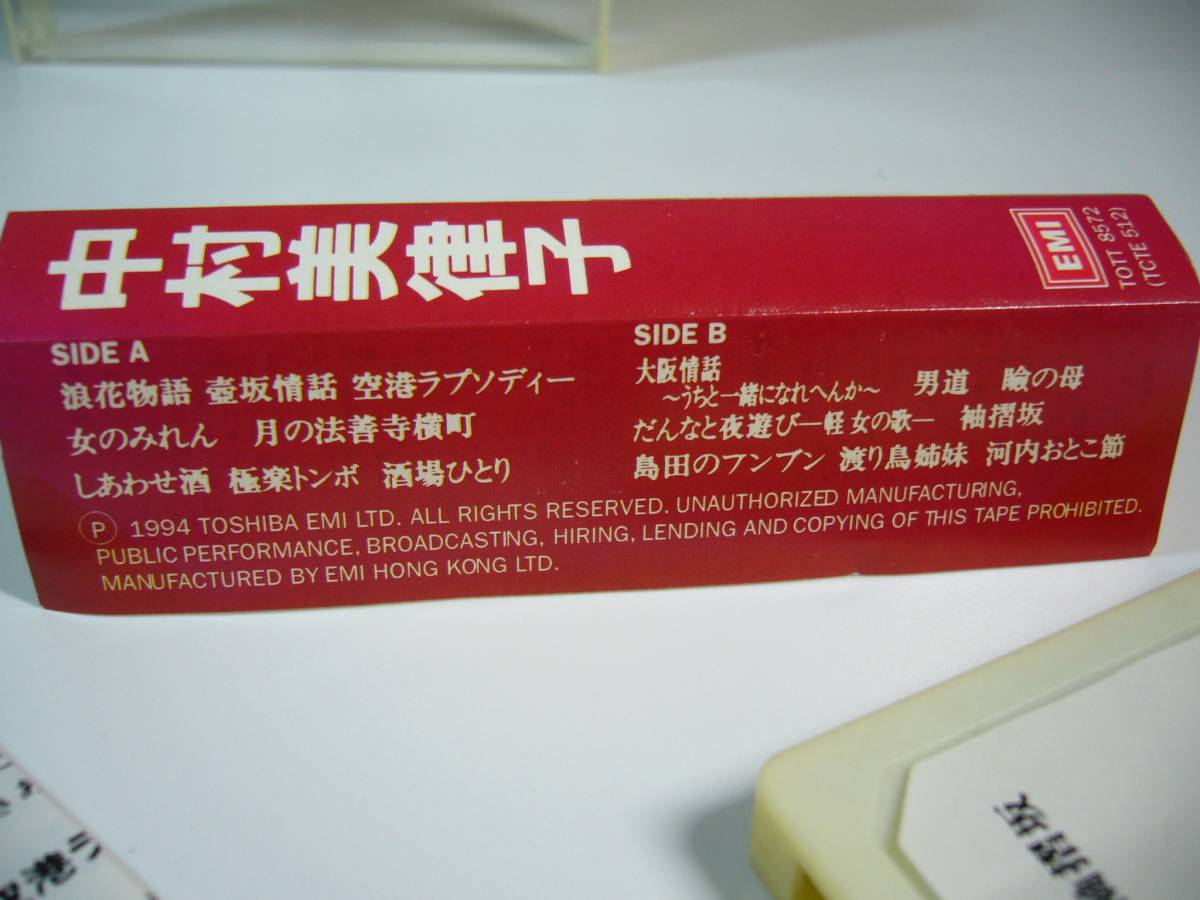 中村美律子
EMI
TOTT 8572
(TCTE 512)
SIDE A
浪花物語 壺坂情話 空港ラプソディー
女のみれん 月の法善寺横町
しあわせ酒 極楽トンボ 酒場ひとり
SIDE B
大阪情話
～うちと一緒になれへんか～ 男道 瞼の母
だんなと夜遊び―軽女の歌― 袖摺坂
島田のフンブン 渡り鳥姉妹 河内おとこ節
Ⓟ 1994 TOSHIBA EMI LTD. ALL RIGHTS RESERVED. UNAUTHORIZED MANUFACTURING,
PUBLIC PERFORMANCE, BROADCASTING, HIRING, LENDING AND COPYING OF THIS TAPE PROHIBITED.
MANUFACTURED BY EMI HONG KONG LTD.